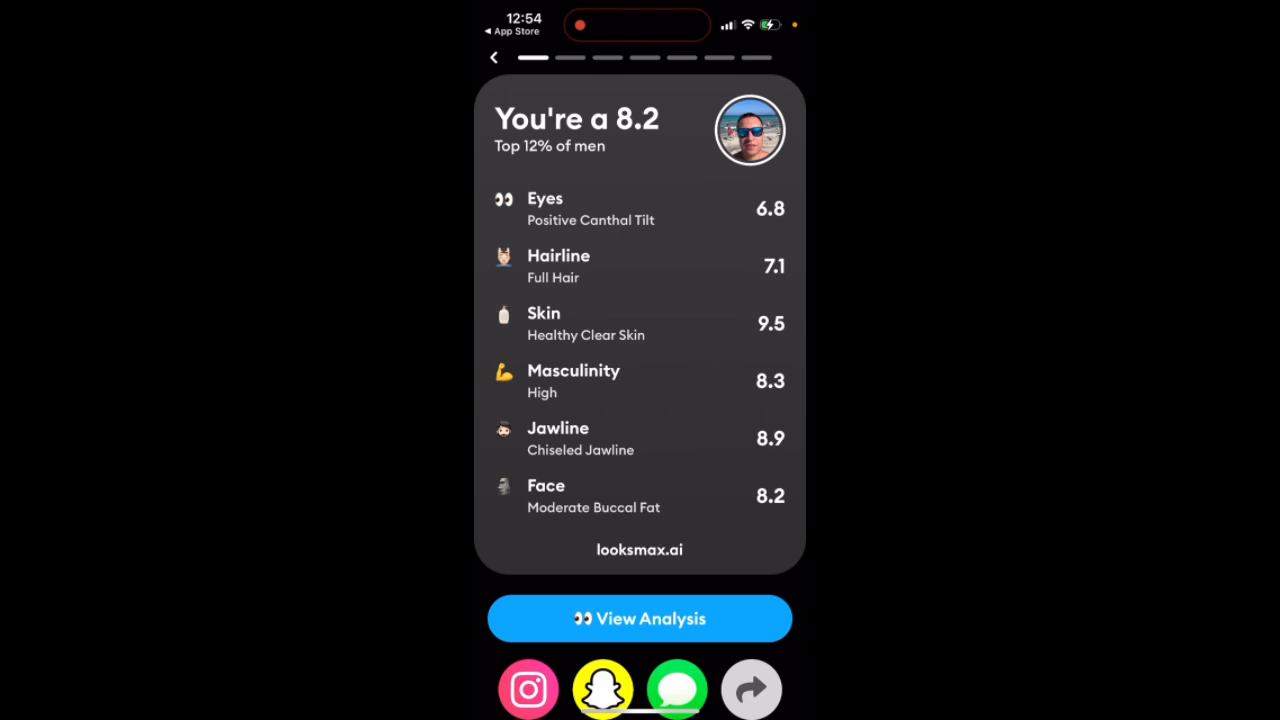 12:54
App Store
You're a 8.2
Top 12% of men
Eyes
6.8
Positive Canthal Tilt
Hairline
7.1
Full Hair
Skin
9.5
Healthy Clear Skin
Masculinity
8.3
High
Jawline
8.9
Chiseled Jawline
Face
8.2
Moderate Buccal Fat
looksmax.ai
View Analysis